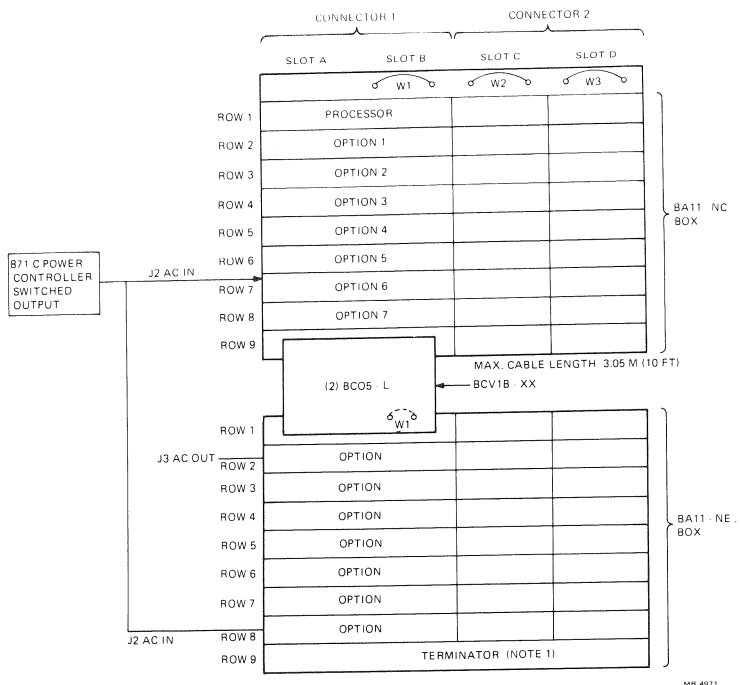 CONNECTOR 1 CONNECTOR 2
SLOT A SLOT B SLOT C SLOT D
W1 W2 W3
ROW 1 PROCESSOR
ROW 2 OPTION 1
ROW 3 OPTION 2
ROW 4 OPTION 3
ROW 5 OPTION 4
ROW 6 OPTION 5
ROW 7 OPTION 6
ROW 8 OPTION 7
ROW 9
BA11-NC
BOX
871 C POWER
CONTROLLER
SWITCHED
OUTPUT
J2 AC IN
MAX. CABLE LENGTH 3.05 M (10 FT)
(2) BC05-L
BCV1B-XX
W1
ROW 1
J3 AC OUT
ROW 2 OPTION
ROW 3 OPTION
ROW 4 OPTION
ROW 5 OPTION
ROW 6 OPTION
ROW 7 OPTION
ROW 8 OPTION
J2 AC IN
ROW 9 TERMINATOR (NOTE 1)
BA11-NE
BOX
MR 4971